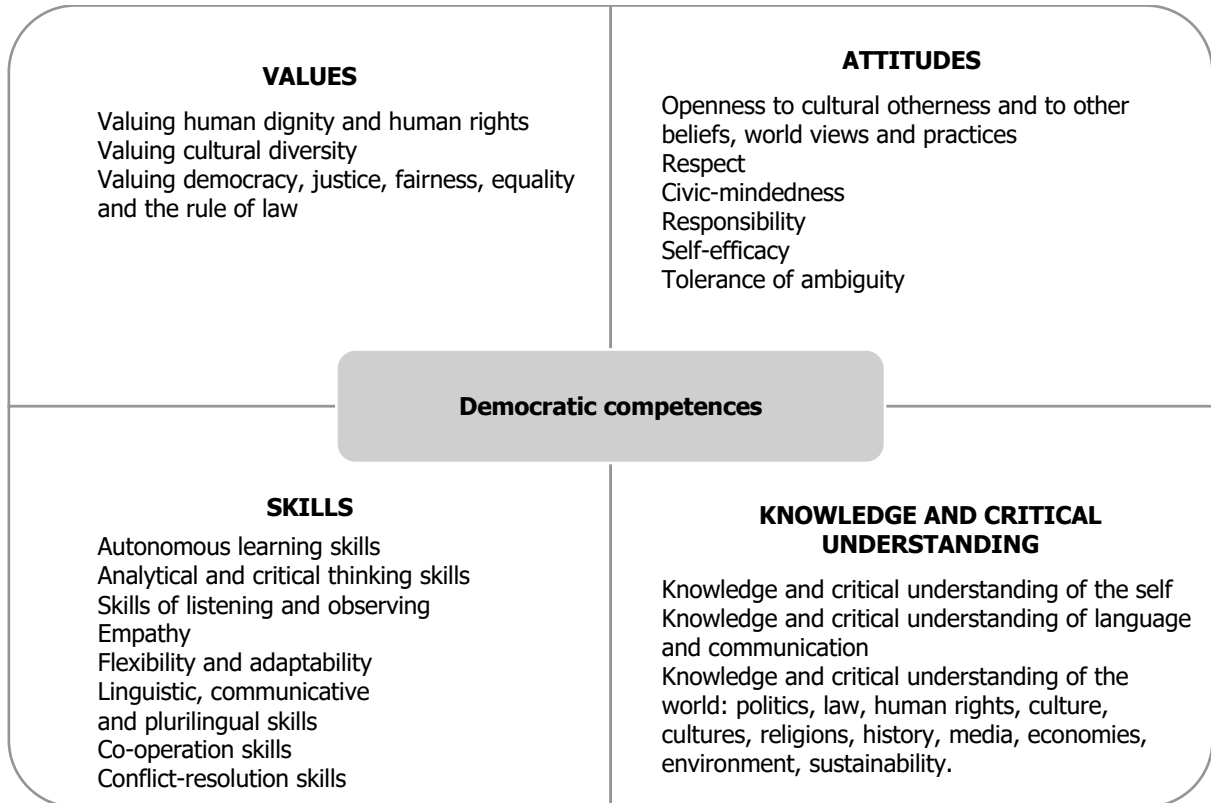 VALUES
Valuing human dignity and human rights
Valuing cultural diversity
Valuing democracy, justice, fairness, equality
and the rule of law
ATTITUDES
Openness to cultural otherness and to other
beliefs, world views and practices
Respect
Civic-mindedness
Responsibility
Self-efficacy
Tolerance of ambiguity
Democratic competences
SKILLS
Autonomous learning skills
Analytical and critical thinking skills
Skills of listening and observing
Empathy
Flexibility and adaptability
Linguistic, communicative
and plurilingual skills
Co-operation skills
Conflict-resolution skills
KNOWLEDGE AND CRITICAL
UNDERSTANDING
Knowledge and critical understanding of the self
Knowledge and critical understanding of language
and communication
Knowledge and critical understanding of the
world: politics, law, human rights, culture,
cultures, religions, history, media, economies,
environment, sustainability.